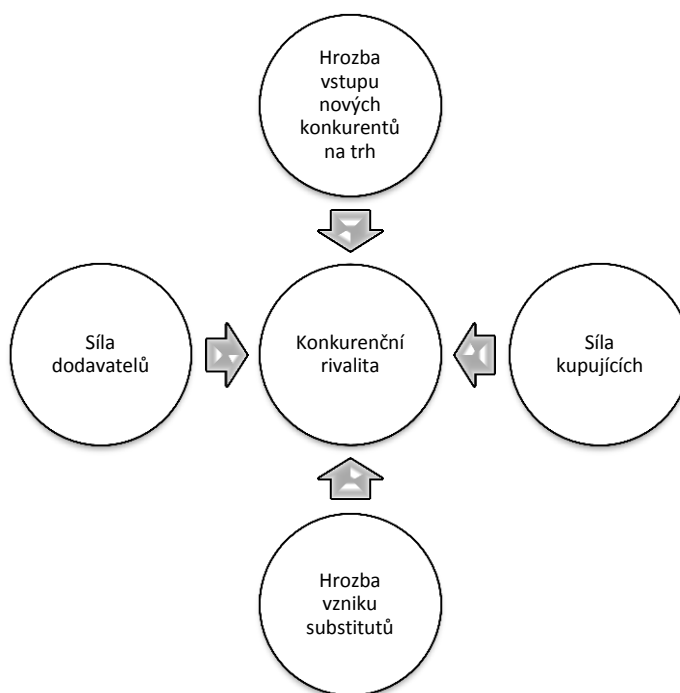 Hrozba
vstupu
nových
konkurentů
na trh
Síla
dodavatelů
Konkurenční
rivalita
Síla
kupujících
Hrozba
vzniku
substitutů